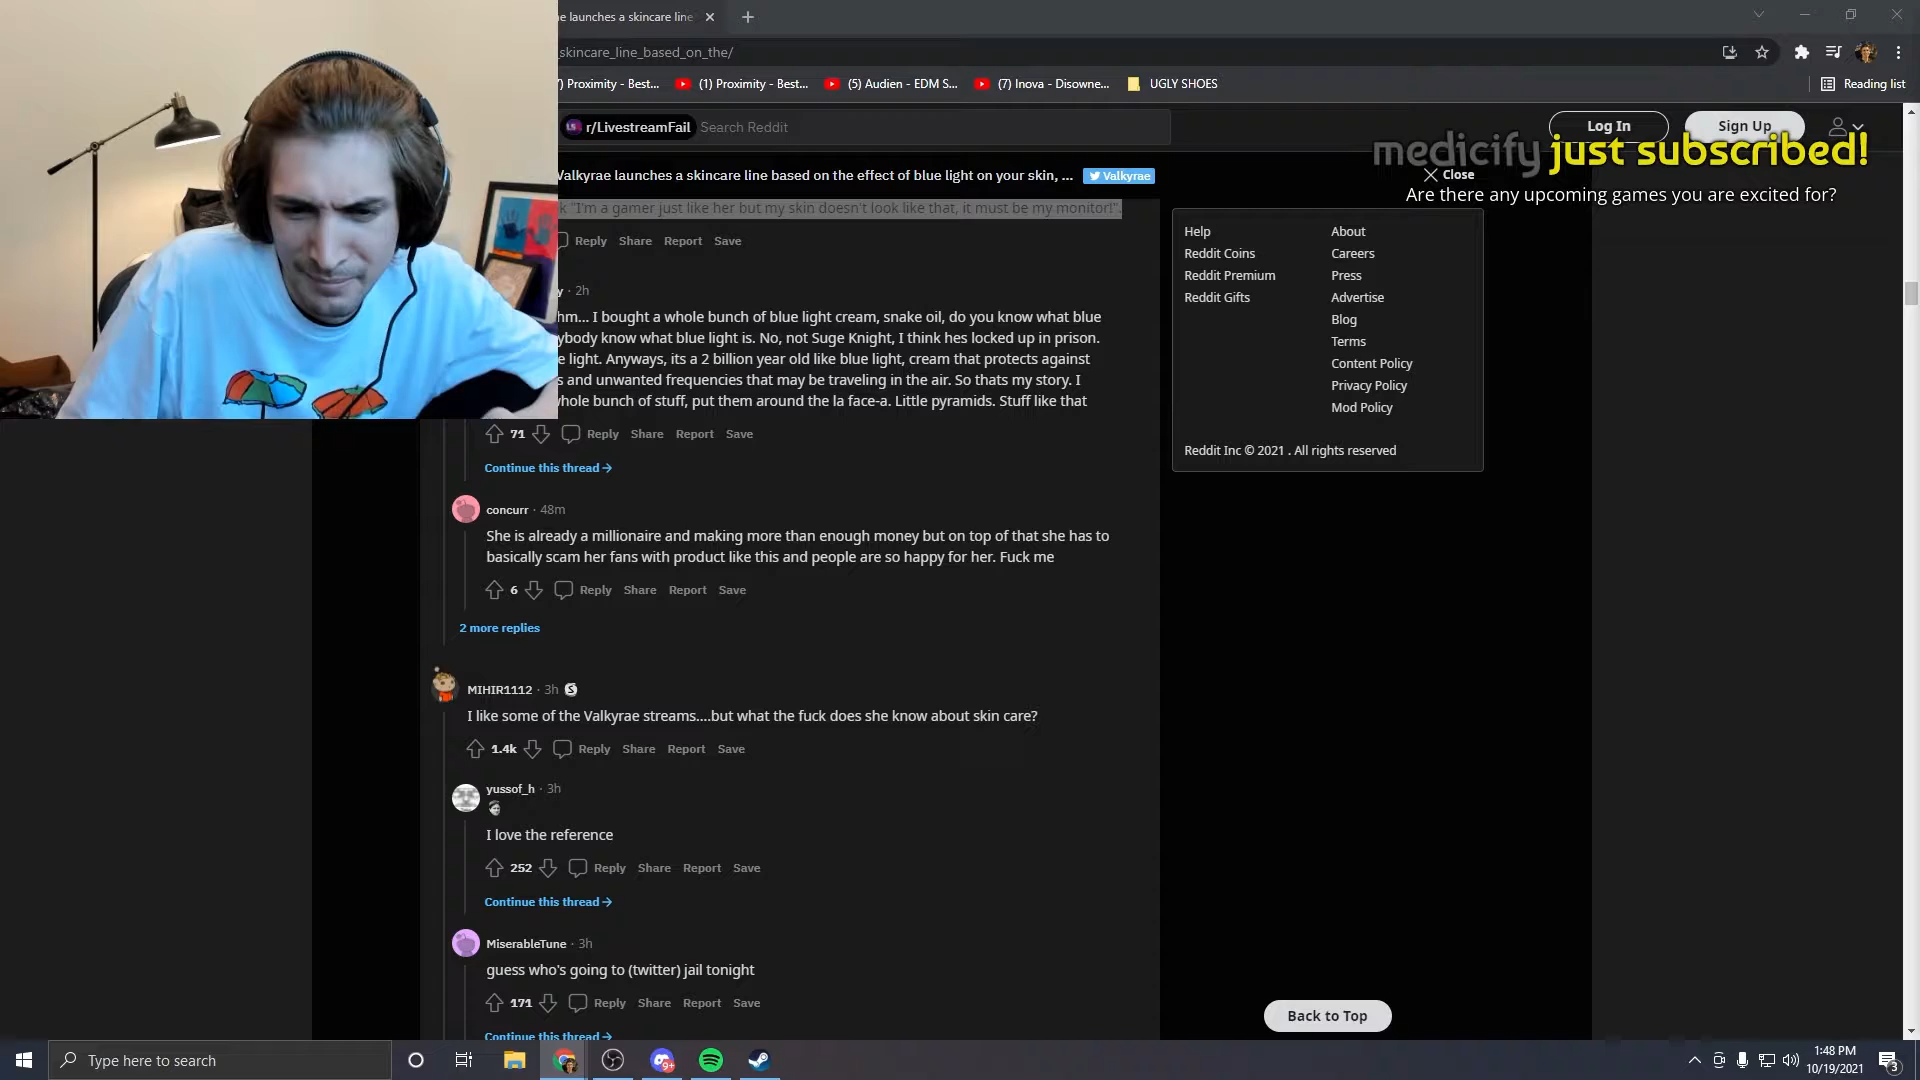 e launches a skincare line
_skincare_line_based_on_the/
) Proximity - Best...
(1) Proximity - Best...
(5) Audien - EDM S...
(7) Inova - Disowne...
UGLY SHOES
Reading list
r/LivestreamFail
Search Reddit
Log In
Sign Up
medicify just subscribed!
Are there any upcoming games you are excited for?
Close
Valkyrae launches a skincare line based on the effect of blue light on your skin, ...
Valkyrae
k "I'm a gamer just like her but my skin doesn't look like that, it must be my monitor!".
Reply Share Report Save
y · 2h
hm... I bought a whole bunch of blue light cream, snake oil, do you know what blue
ybody know what blue light is. No, not Suge Knight, I think hes locked up in prison.
e light. Anyways, its a 2 billion year old like blue light, cream that protects against
s and unwanted frequencies that may be traveling in the air. So thats my story. I
whole bunch of stuff, put them around the la face-a. Little pyramids. Stuff like that
71 Reply Share Report Save
Continue this thread
concurr · 48m
She is already a millionaire and making more than enough money but on top of that she has to
basically scam her fans with product like this and people are so happy for her. Fuck me
6 Reply Share Report Save
2 more replies
MIHIR1112 · 3h
I like some of the Valkyrae streams....but what the fuck does she know about skin care?
1.4k Reply Share Report Save
yussof_h · 3h
I love the reference
252 Reply Share Report Save
Continue this thread
MiserableTune · 3h
guess who's going to (twitter) jail tonight
171 Reply Share Report Save
Continue this thread
Help
Reddit Coins
Reddit Premium
Reddit Gifts
About
Careers
Press
Advertise
Blog
Terms
Content Policy
Privacy Policy
Mod Policy
Reddit Inc © 2021 . All rights reserved
Back to Top
Type here to search
9+
1:48 PM
10/19/2021
3